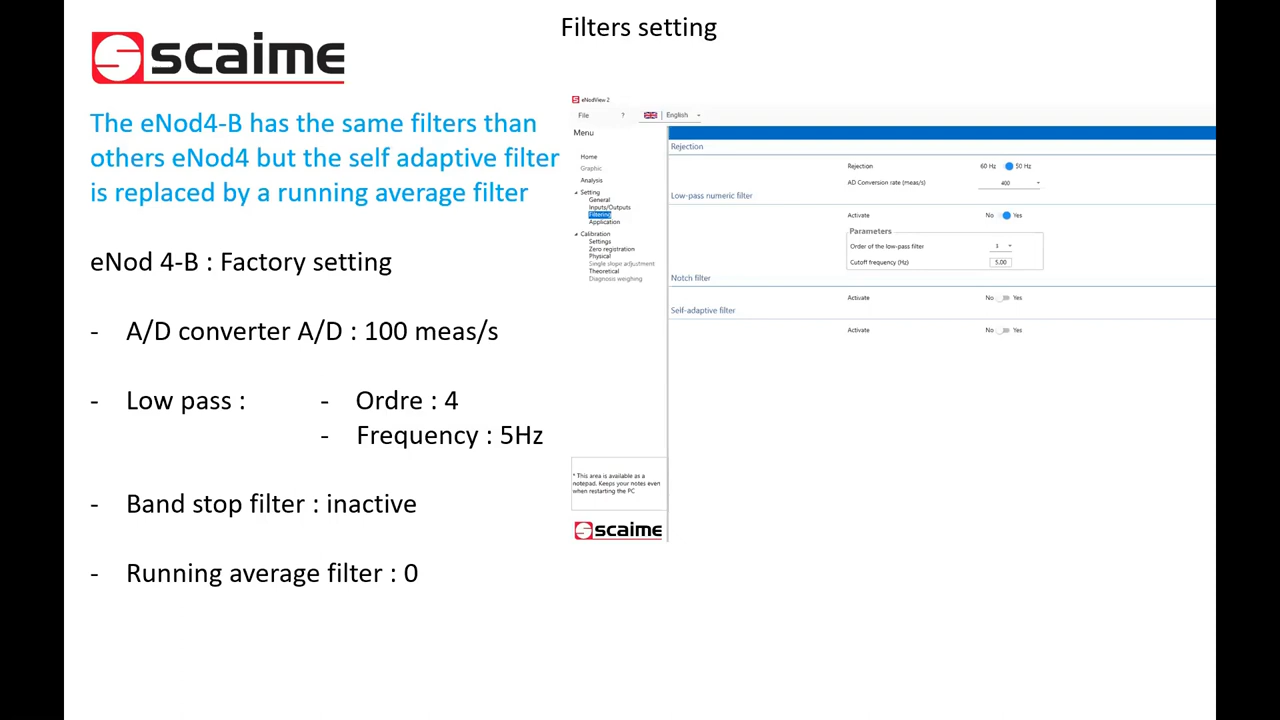 Filters setting
scaime
The eNod4-B has the same filters than
others eNod4 but the self adaptive filter
is replaced by a running average filter
eNod 4-B : Factory setting
- A/D converter A/D : 100 meas/s
- Low pass : - Ordre : 4
- Frequency : 5Hz
- Band stop filter : inactive
- Running average filter : 0
eNodView 2
File ? English
Menu
Home
Graphic
Analysis
Setting
General
Inputs/Outputs
Filtering
Application
Calibration
Settings
Zero registration
Physical
Single slope adjustment
Theoretical
Diagnosis weighing
* This area is available as a
notepad. Keeps your notes even
when restarting the PC
scaime
Rejection
Rejection 60 Hz 50 Hz
AD Conversion rate (meas/s) 400
Low-pass numeric filter
Activate No Yes
Parameters
Order of the low-pass filter 3
Cutoff frequency (Hz) 5.00
Notch filter
Activate No Yes
Self-adaptive filter
Activate No Yes